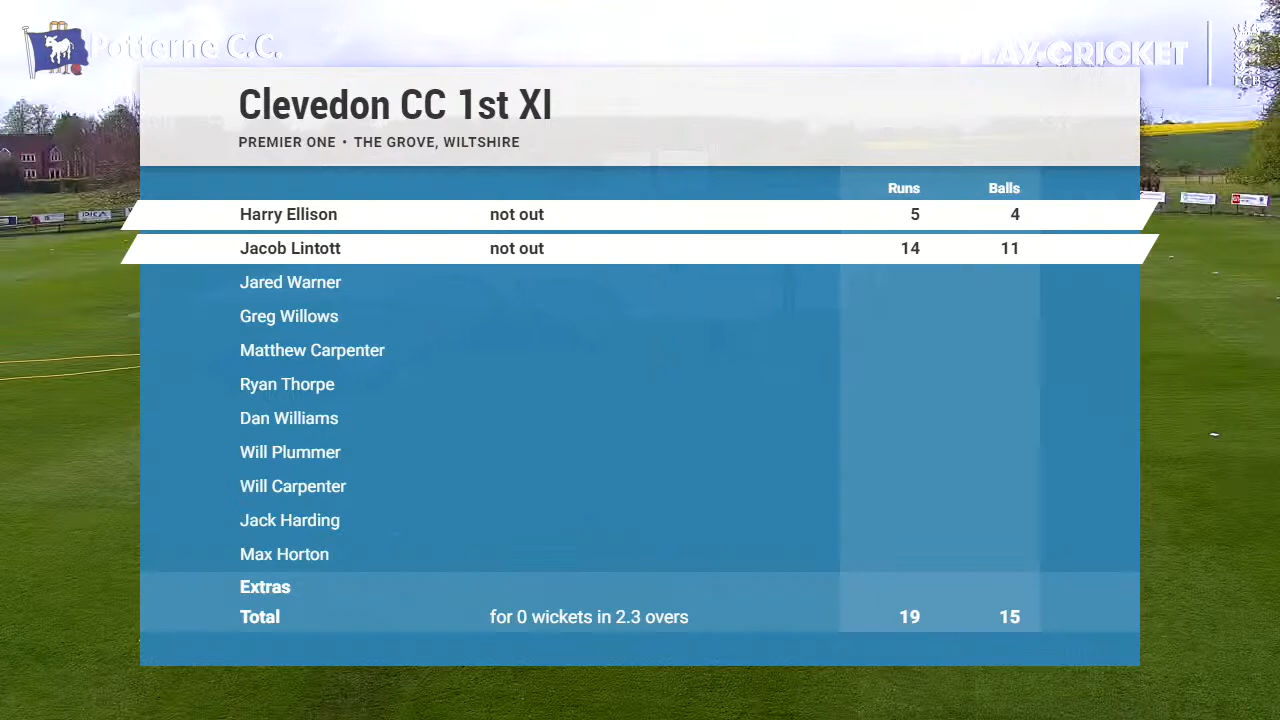 Potterne C.C.
PLAY-CRICKET
Clevedon CC 1st XI
PREMIER ONE • THE GROVE, WILTSHIRE
Runs Balls
Harry Ellison not out 5 4
Jacob Lintott not out 14 11
Jared Warner
Greg Willows
Matthew Carpenter
Ryan Thorpe
Dan Williams
Will Plummer
Will Carpenter
Jack Harding
Max Horton
Extras
Total for 0 wickets in 2.3 overs 19 15